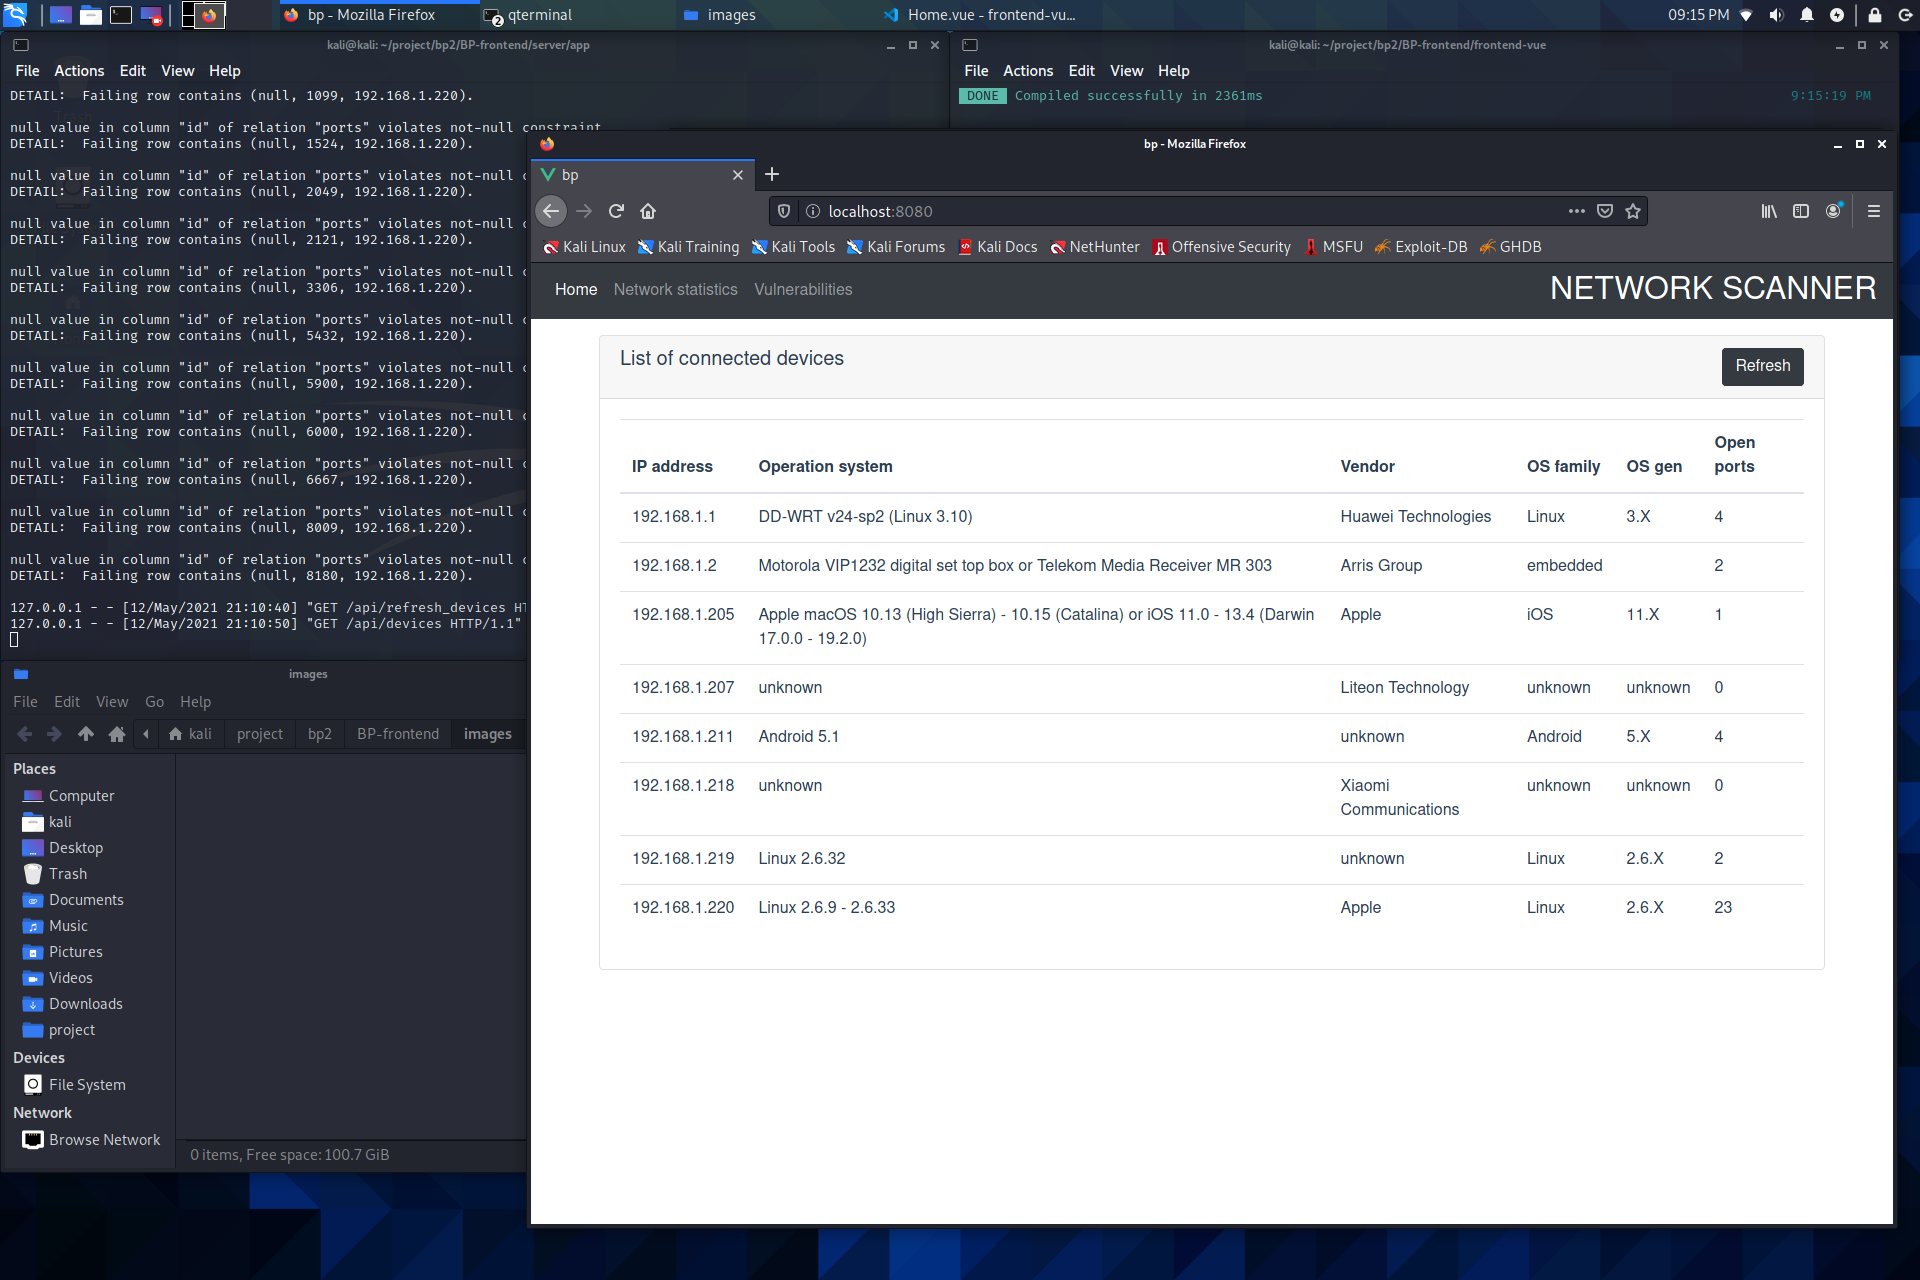 bp - Mozilla Firefox
2 qterminal
images
Home.vue - frontend-vu...
09:15 PM
kali@kali: ~/project/bp2/BP-frontend/server/app
File Actions Edit View Help
DETAIL:  Failing row contains (null, 1099, 192.168.1.220).
null value in column "id" of relation "ports" violates not-null constraint
DETAIL:  Failing row contains (null, 1524, 192.168.1.220).
null value in column "id" of relation "ports" violates not-null c
DETAIL:  Failing row contains (null, 2049, 192.168.1.220).
null value in column "id" of relation "ports" violates not-null c
DETAIL:  Failing row contains (null, 2121, 192.168.1.220).
null value in column "id" of relation "ports" violates not-null c
DETAIL:  Failing row contains (null, 3306, 192.168.1.220).
null value in column "id" of relation "ports" violates not-null c
DETAIL:  Failing row contains (null, 5432, 192.168.1.220).
null value in column "id" of relation "ports" violates not-null c
DETAIL:  Failing row contains (null, 5900, 192.168.1.220).
null value in column "id" of relation "ports" violates not-null c
DETAIL:  Failing row contains (null, 6000, 192.168.1.220).
null value in column "id" of relation "ports" violates not-null c
DETAIL:  Failing row contains (null, 6667, 192.168.1.220).
null value in column "id" of relation "ports" violates not-null c
DETAIL:  Failing row contains (null, 8009, 192.168.1.220).
null value in column "id" of relation "ports" violates not-null c
DETAIL:  Failing row contains (null, 8180, 192.168.1.220).
127.0.0.1 - - [12/May/2021 21:10:40] "GET /api/refresh_devices HT
127.0.0.1 - - [12/May/2021 21:10:50] "GET /api/devices HTTP/1.1"
kali@kali: ~/project/bp2/BP-frontend/frontend-vue
File Actions Edit View Help
DONE Compiled successfully in 2361ms 9:15:19 PM
bp - Mozilla Firefox
bp
localhost:8080
Kali Linux Kali Training Kali Tools Kali Forums Kali Docs NetHunter Offensive Security MSFU Exploit-DB GHDB
Home Network statistics Vulnerabilities NETWORK SCANNER
List of connected devices
Refresh
IP address Operation system Vendor OS family OS gen Open ports
192.168.1.1 DD-WRT v24-sp2 (Linux 3.10) Huawei Technologies Linux 3.X 4
192.168.1.2 Motorola VIP1232 digital set top box or Telekom Media Receiver MR 303 Arris Group embedded 2
192.168.1.205 Apple macOS 10.13 (High Sierra) - 10.15 (Catalina) or iOS 11.0 - 13.4 (Darwin 17.0.0 - 19.2.0) Apple iOS 11.X 1
192.168.1.207 unknown Liteon Technology unknown unknown 0
192.168.1.211 Android 5.1 unknown Android 5.X 4
192.168.1.218 unknown Xiaomi Communications unknown unknown 0
192.168.1.219 Linux 2.6.32 unknown Linux 2.6.X 2
192.168.1.220 Linux 2.6.9 - 2.6.33 Apple Linux 2.6.X 23
images
File Edit View Go Help
kali project bp2 BP-frontend images
Places
Computer
kali
Desktop
Trash
Documents
Music
Pictures
Videos
Downloads
project
Devices
File System
Network
Browse Network
0 items, Free space: 100.7 GiB